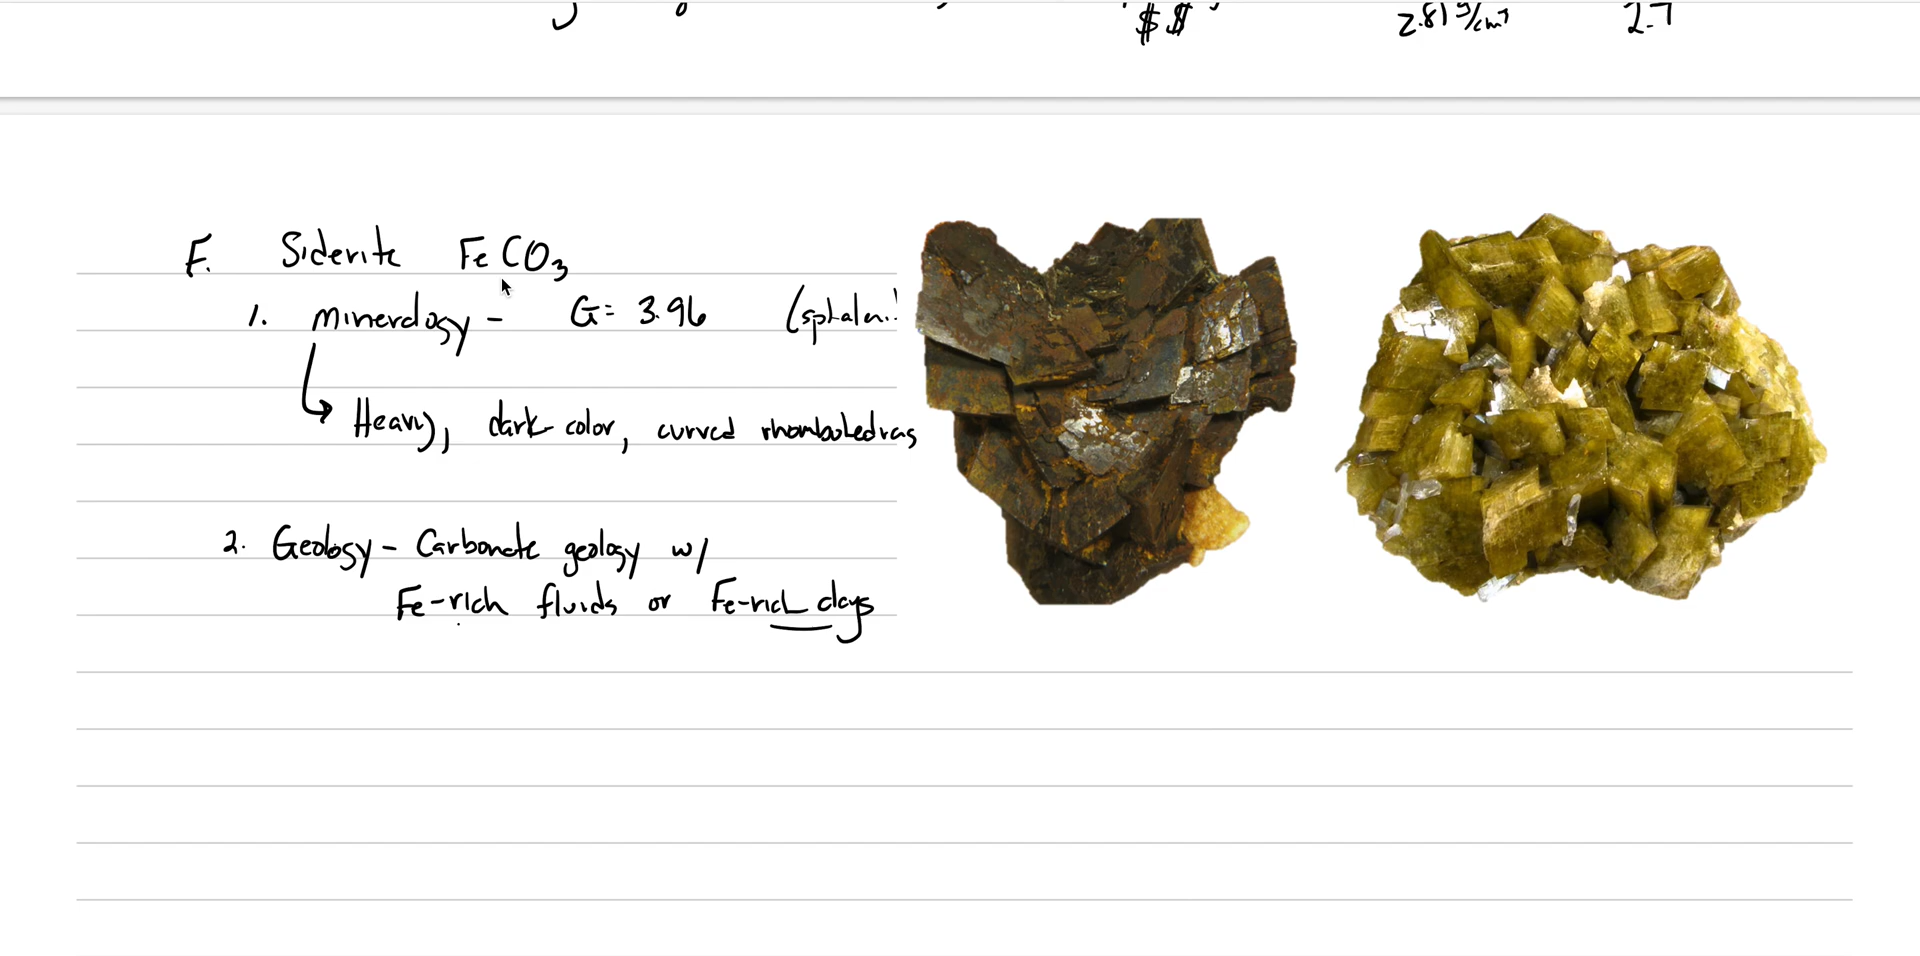 $$ 2.81 g/cm³ 2.7
F. Siderite FeCO₃
1. mineralogy - G = 3.96 (sphaleri
Heavy, dark color, curved rhombohedras
2. Geology - Carbonate geology w/
Fe-rich fluids or Fe-rich clays